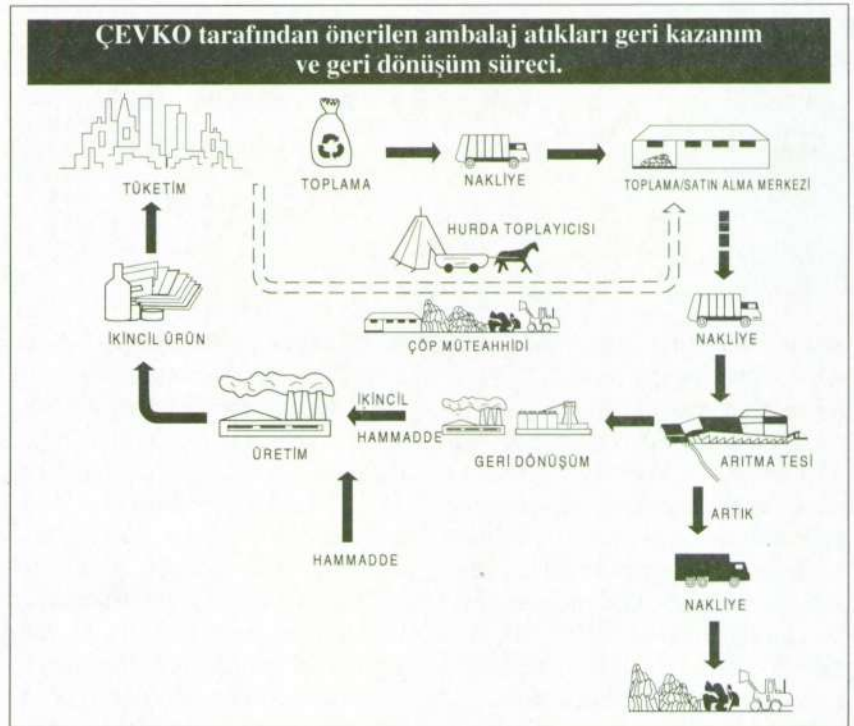 ÇEVKO tarafından önerilen ambalaj atıkları geri kazanım
ve geri dönüşüm süreci.
TÜKETİM
TOPLAMA
NAKLİYE
TOPLAMA/SATIN ALMA MERKEZİ
HURDA TOPLAYICISI
İKİNCİL ÜRÜN
ÇÖP MÜTEAHHİDİ
NAKLİYE
ÜRETİM
İKİNCİL
HAMMADDE
GERİ DÖNÜŞÜM
ARITMA TESİ
ARTIK
HAMMADDE
NAKLİYE